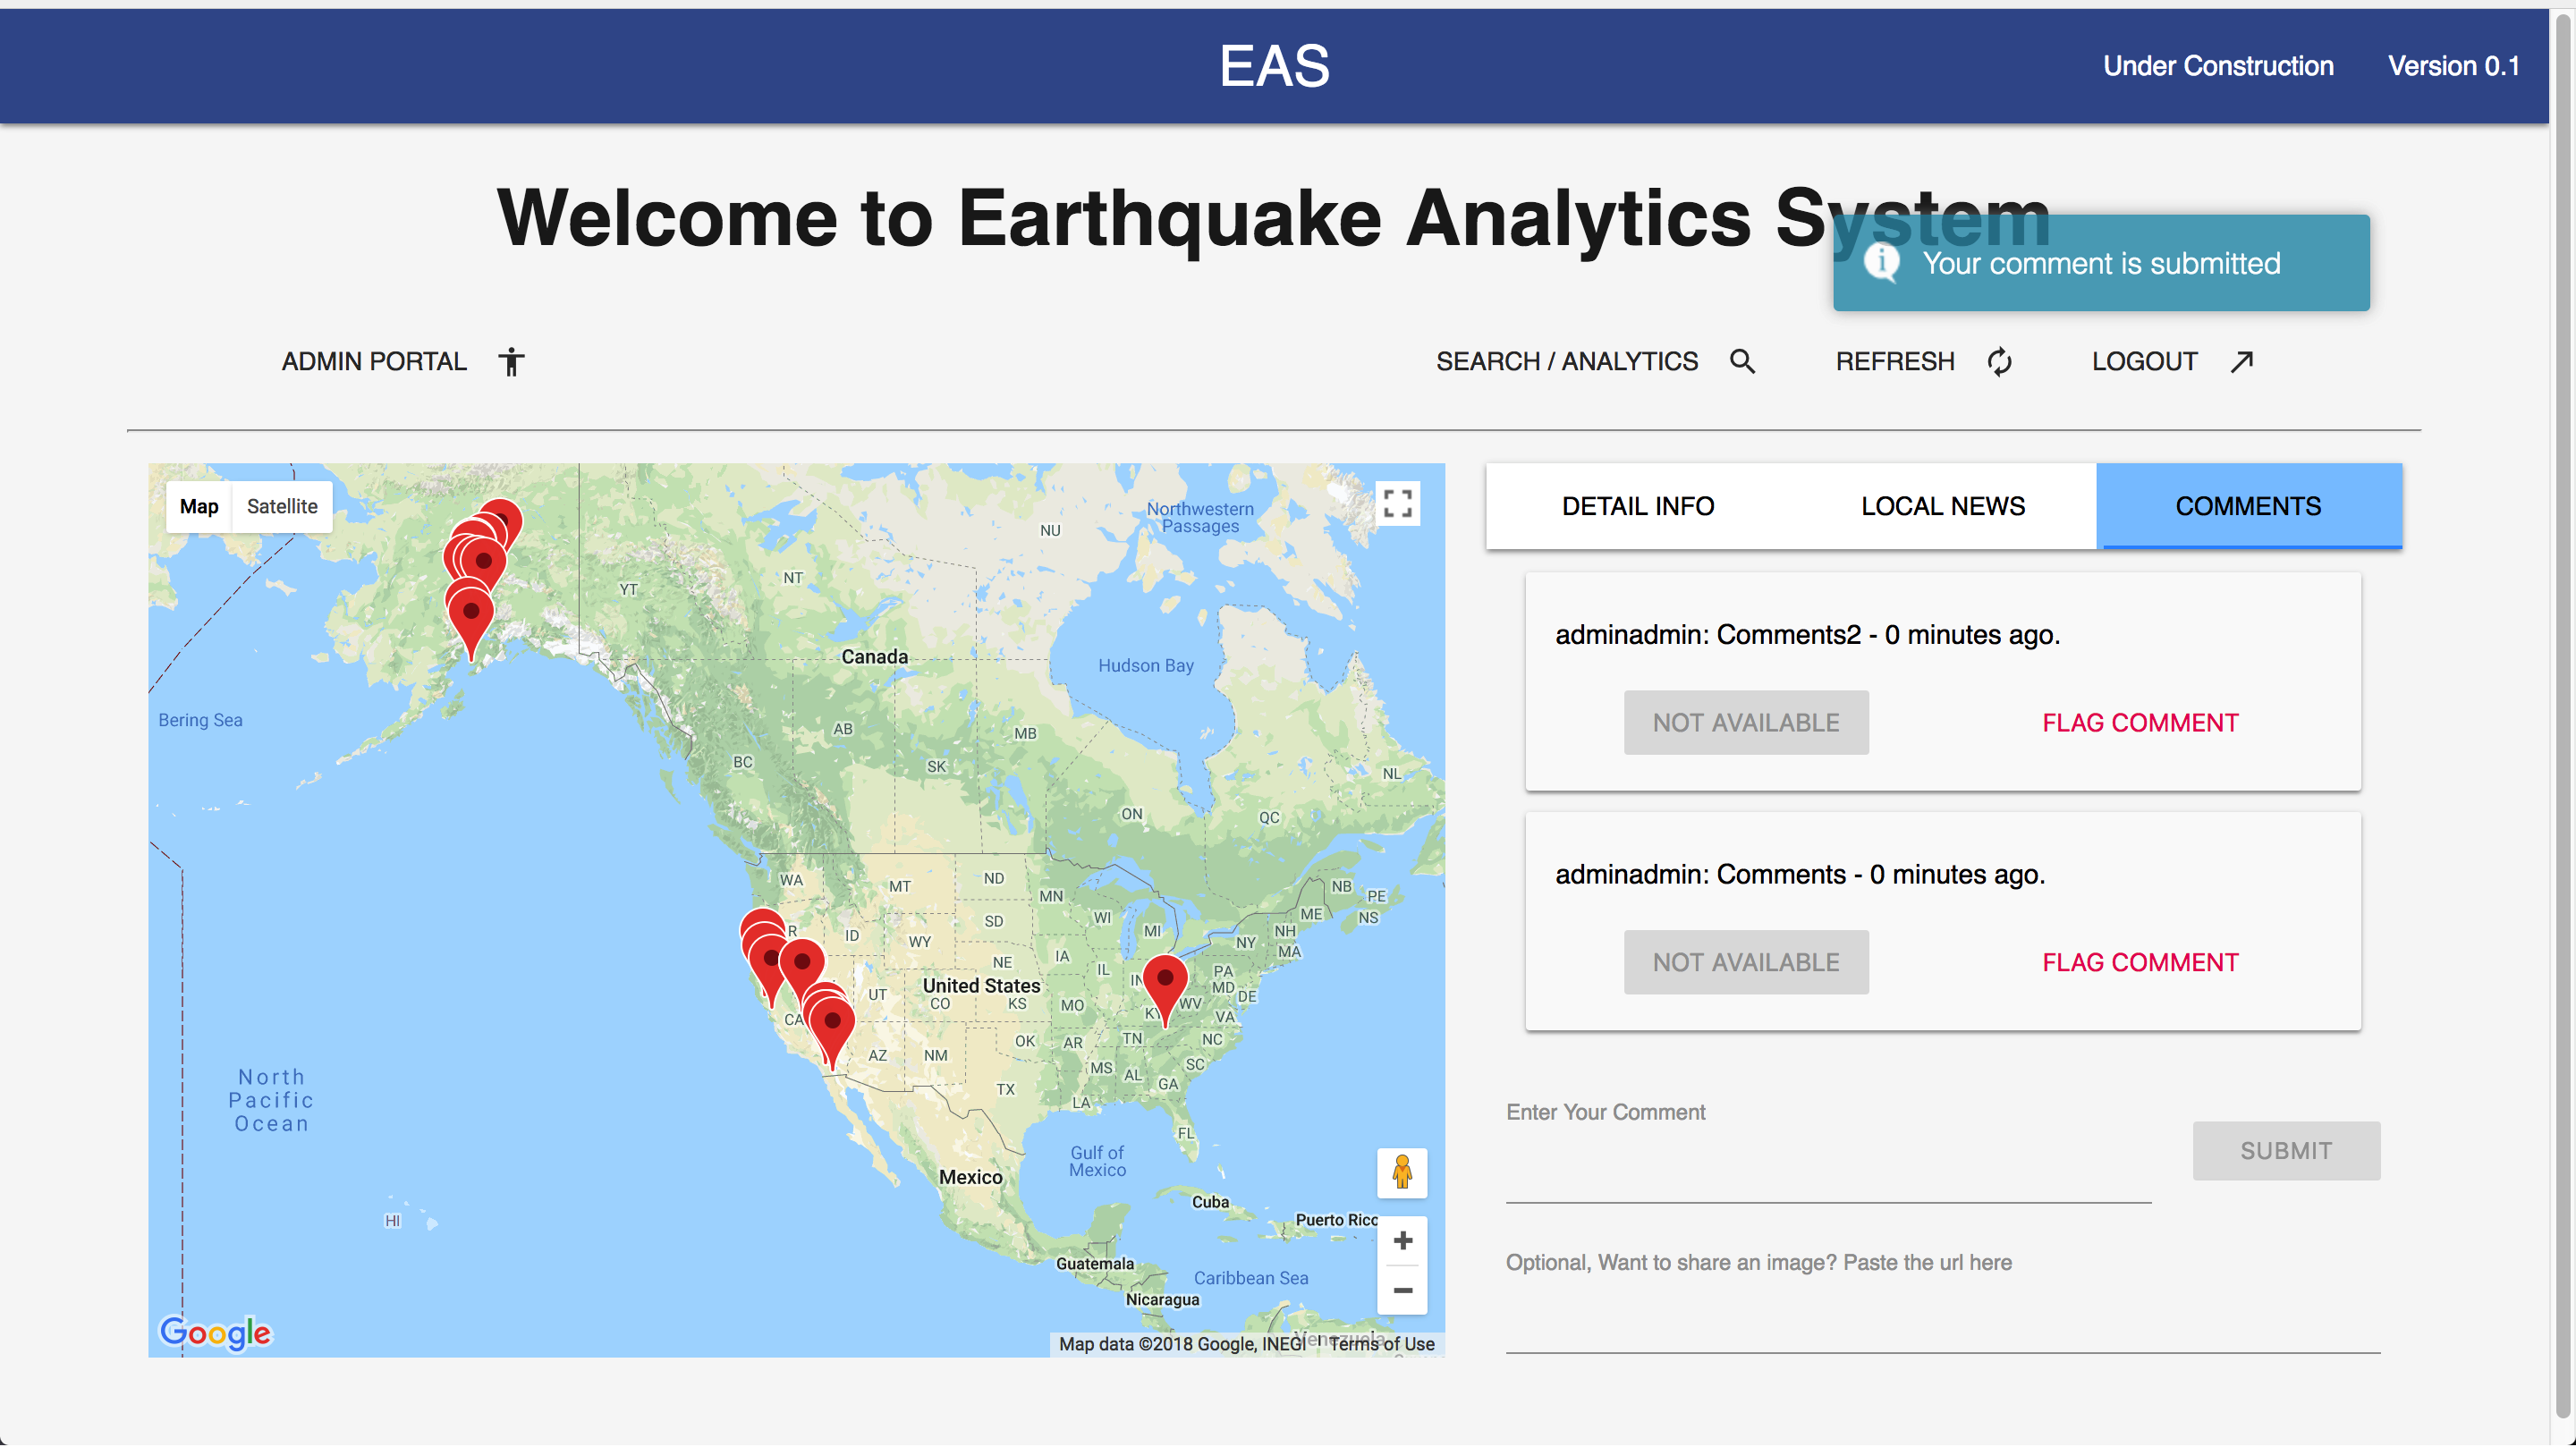 EAS
Under Construction
Version 0.1
Welcome to Earthquake Analytics System
Your comment is submitted
ADMIN PORTAL
SEARCH / ANALYTICS
REFRESH
LOGOUT
Map
Satellite
DETAIL INFO
LOCAL NEWS
COMMENTS
Northwestern
Passages
NU
NT
YT
Canada
Hudson Bay
Bering Sea
AB
MB
BC
SK
NL
ON
QC
WA
MT
ND
MN
NB
PE
NS
ME
WI
SD
R
ID
WY
MI
NY
NH
MA
NE
IA
IL
IN
PA
MD
DE
United States
UT
CO
KS
MO
KY
WV
VA
CA
OK
AR
TN
NC
AZ
NM
MS
AL
SC
GA
TX
LA
FL
North
Pacific
Ocean
Gulf of
Mexico
Mexico
HI
Cuba
Puerto Rico
Guatemala
Caribbean Sea
Nicaragua
Venezuela
Google
Map data ©2018 Google, INEGI
Terms of Use
adminadmin: Comments2 - 0 minutes ago.
NOT AVAILABLE
FLAG COMMENT
adminadmin: Comments - 0 minutes ago.
NOT AVAILABLE
FLAG COMMENT
Enter Your Comment
SUBMIT
Optional, Want to share an image? Paste the url here